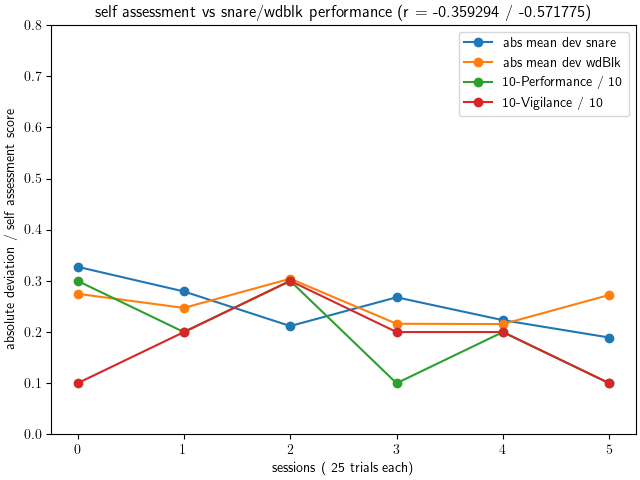 self assessment vs snare/wdblk performance (r = -0.359294 / -0.571775)
abs mean dev snare
abs mean dev wdBlk
10-Performance / 10
10-Vigilance / 10
absolute deviation / self assessment score
0.8
0.7
0.6
0.5
0.4
0.3
0.2
0.1
0.0
0 1 2 3 4 5
sessions ( 25 trials each)